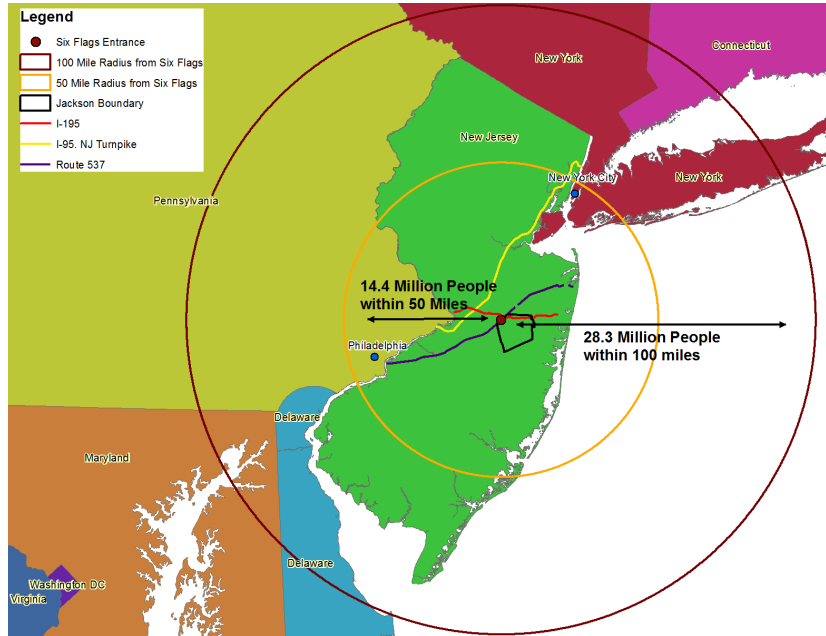 Legend
Six Flags Entrance
100 Mile Radius from Six Flags
50 Mile Radius from Six Flags
Jackson Boundary
I-195
I-95. NJ Turnpike
Route 537
Connecticut
New York
New Jersey
New York City
New York
Pennsylvania
14.4 Million People
within 50 Miles
28.3 Million People
within 100 miles
Philadelphia
Delaware
Maryland
Delaware
Washington DC
Virginia